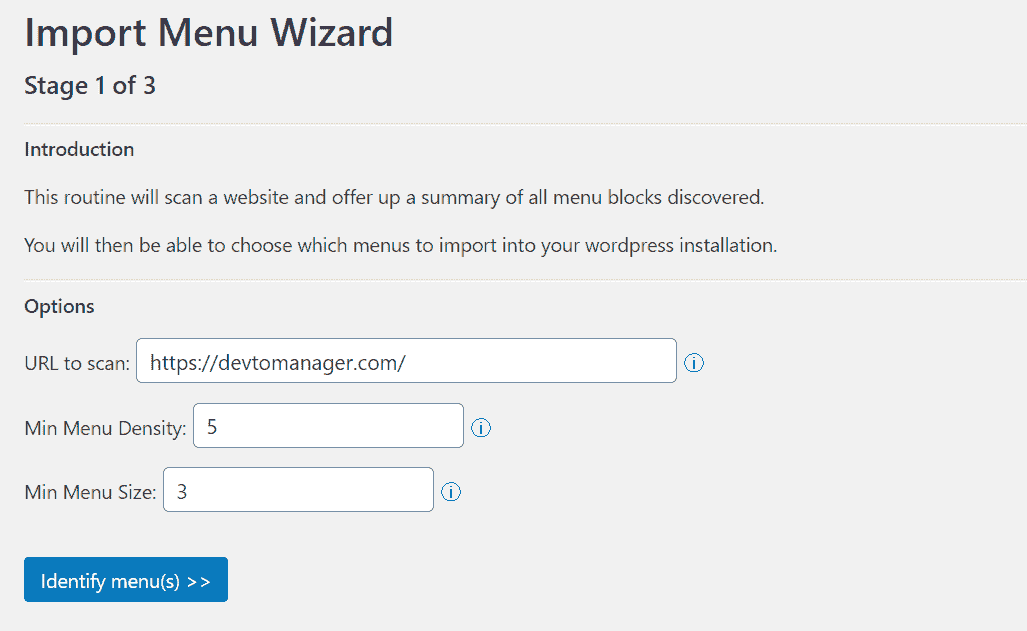 Import Menu Wizard
Stage 1 of 3
Introduction
This routine will scan a website and offer up a summary of all menu blocks discovered.
You will then be able to choose which menus to import into your wordpress installation.
Options
URL to scan: https://devtomanager.com/
Min Menu Density: 5
Min Menu Size: 3
Identify menu(s) >>